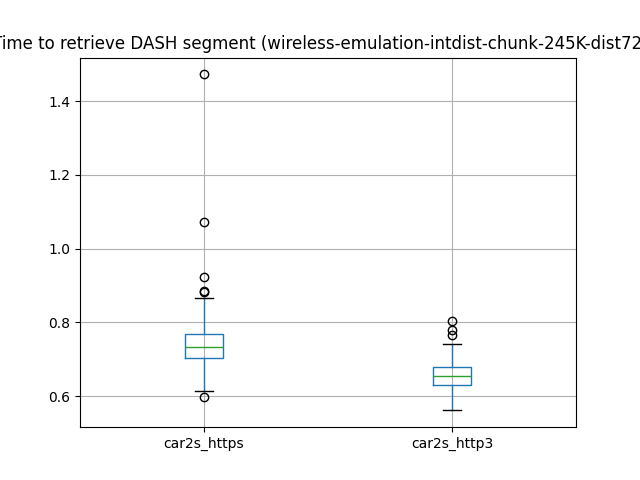 Time to retrieve DASH segment (wireless-emulation-intdist-chunk-245K-dist72
1.4
1.2
1.0
0.8
0.6
car2s_https
car2s_http3